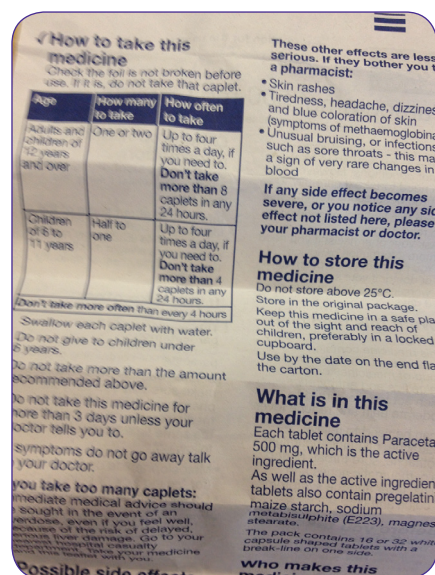 ✓ How to take this
medicine
Check the foil is not broken before
use. If it is, do not take that caplet.
Age
How many
to take
How often
to take
Adults and
children of
12 years
and over
One or two
Up to four
times a day, if
you need to.
Don't take
more than 8
caplets in any
24 hours.
Children
of 6 to
11 years
Half to
one
Up to four
times a day, if
you need to.
Don't take
more than 4
caplets in any
24 hours.
Don't take more often than every 4 hours
Swallow each caplet with water.
Do not give to children under
6 years.
Do not take more than the amount
recommended above.
Do not take this medicine for
more than 3 days unless your
doctor tells you to.
symptoms do not go away talk
your doctor.
you take too many caplets:
mediate medical advice should
sought in the event of an
verdose, even if you feel well,
ecause of the risk of delayed,
serious liver damage. Go to your
hospital casualty
Take your medicine
and this leaflet with you.
Possible side effe
These other effects are less
serious. If they bother you t
a pharmacist:
• Skin rashes
• Tiredness, headache, dizzines
and blue coloration of skin
(symptoms of methaemoglobina
• Unusual bruising, or infections
such as sore throats - this ma
a sign of very rare changes in
blood
If any side effect becomes
severe, or you notice any sid
effect not listed here, please
your pharmacist or doctor.
How to store this
medicine
Do not store above 25°C.
Store in the original package.
Keep this medicine in a safe pla
out of the sight and reach of
children, preferably in a locked
cupboard.
Use by the date on the end fla
the carton.
What is in this
medicine
Each tablet contains Paraceta
500 mg, which is the active
ingredient.
As well as the active ingredien
tablets also contain pregelatin
maize starch, sodium
metabisulphite (E223), magnes
stearate.
The pack contains 16 or 32 whit
capsule shaped tablets with a
break-line on one side.
Who makes this